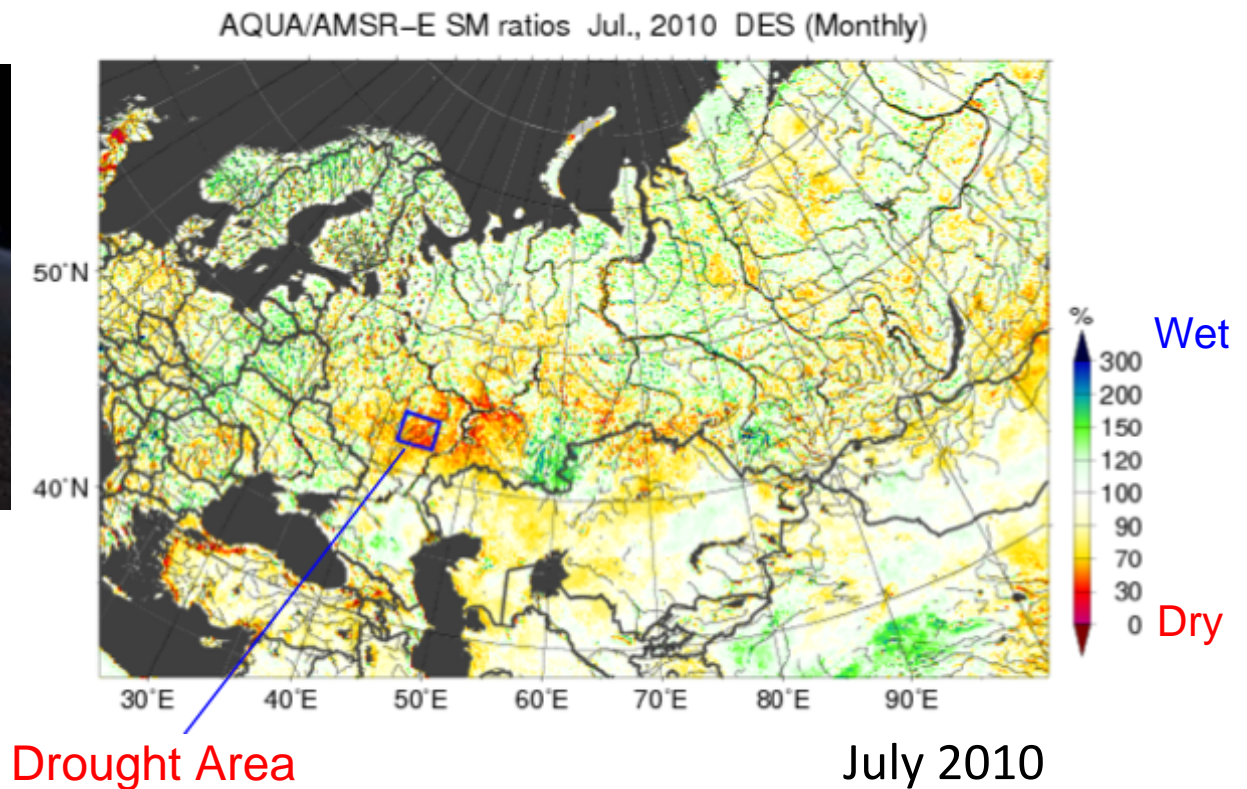 AQUA/AMSR-E SM ratios Jul., 2010 DES (Monthly)
50°N
40°N
30°E
40°E
50°E
60°E
70°E
80°E
90°E
%
300
200
150
120
100
90
70
30
0
Wet
Dry
Drought Area
July 2010